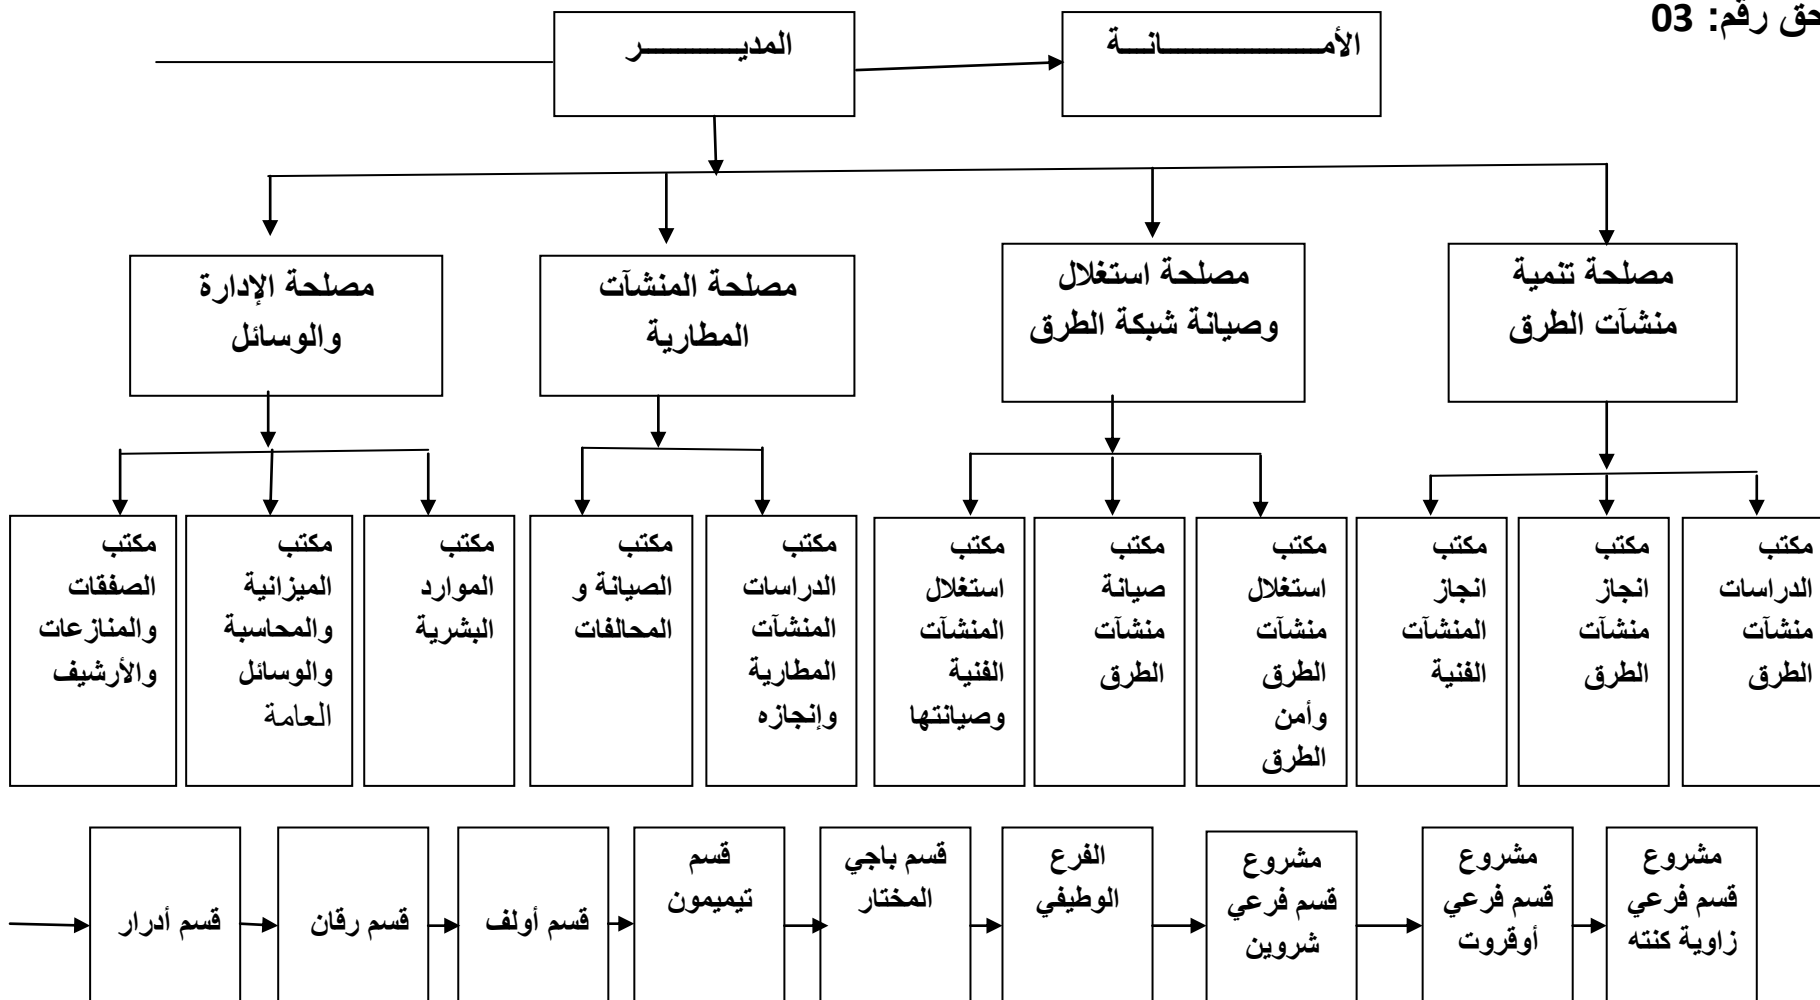 حق رقم: 03
الأمـــــــــــانـــة
المديـــــــــر
مصلحة تنمية
منشآت الطرق
مصلحة استغلال
وصيانة شبكة الطرق
مصلحة المنشآت
المطارية
مصلحة الإدارة
والوسائل
مكتب
الدراسات
منشآت
الطرق
مكتب
انجاز
منشآت
الطرق
مكتب
انجاز
المنشآت
الفنية
مكتب
استغلال
منشآت
الطرق
وأمن
الطرق
مكتب
صيانة
منشآت
الطرق
مكتب
استغلال
المنشآت
الفنية
وصيانتها
مكتب
الدراسات
المنشآت
المطارية
وإنجازه
مكتب
الصيانة و
المحالفات
مكتب
الموارد
البشرية
مكتب
الميزانية
والمحاسبة
والوسائل
العامة
مكتب
الصفقات
والمنازعات
والأرشيف
مشروع
قسم فرعي
زاوية كنته
مشروع
قسم فرعي
أوقروت
مشروع
قسم فرعي
شروين
الفرع
الوظيفي
قسم باجي
المختار
قسم
تيميمون
قسم أولف
قسم رقان
قسم أدرار